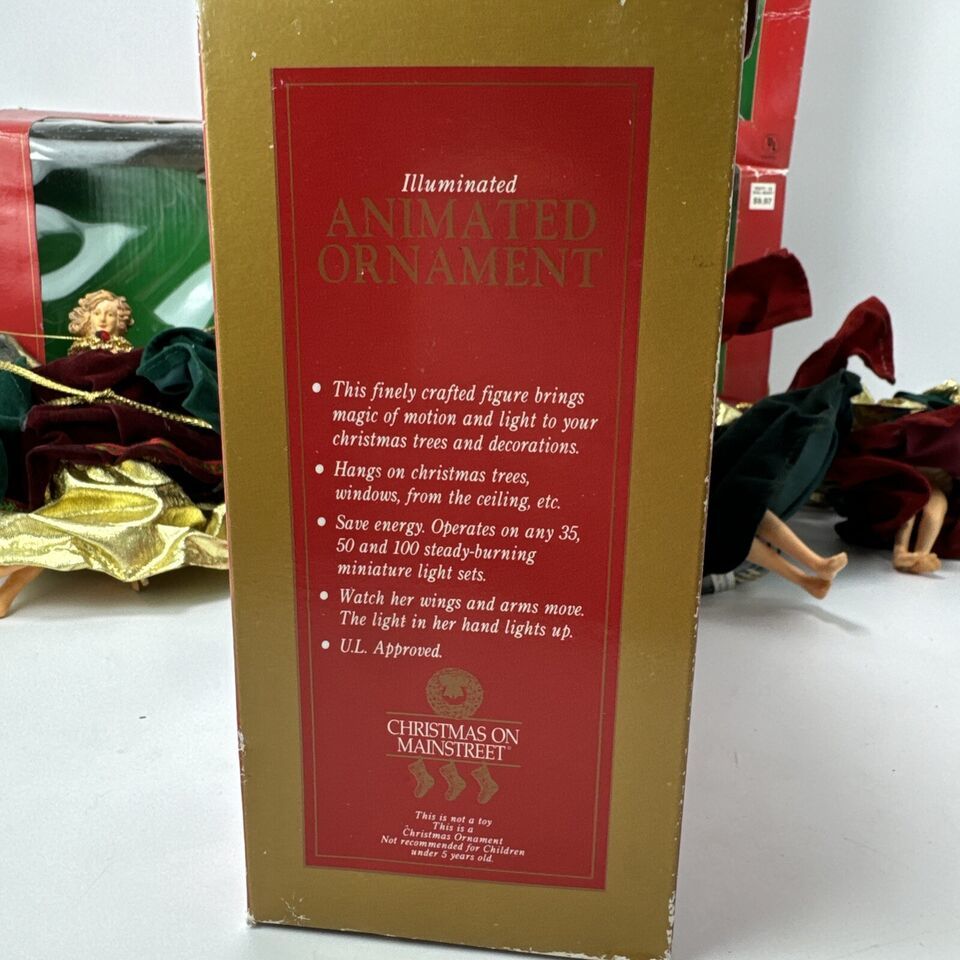 Illuminated
ANIMATED
ORNAMENT
• This finely crafted figure brings
magic of motion and light to your
christmas trees and decorations.
• Hangs on christmas trees,
windows, from the ceiling, etc.
• Save energy. Operates on any 35,
50 and 100 steady-burning
miniature light sets.
• Watch her wings and arms move.
The light in her hand lights up.
• U.L. Approved.
CHRISTMAS ON
MAINSTREET®
This is not a toy
This is a
Christmas Ornament
Not recommended for Children
under 5 years old.